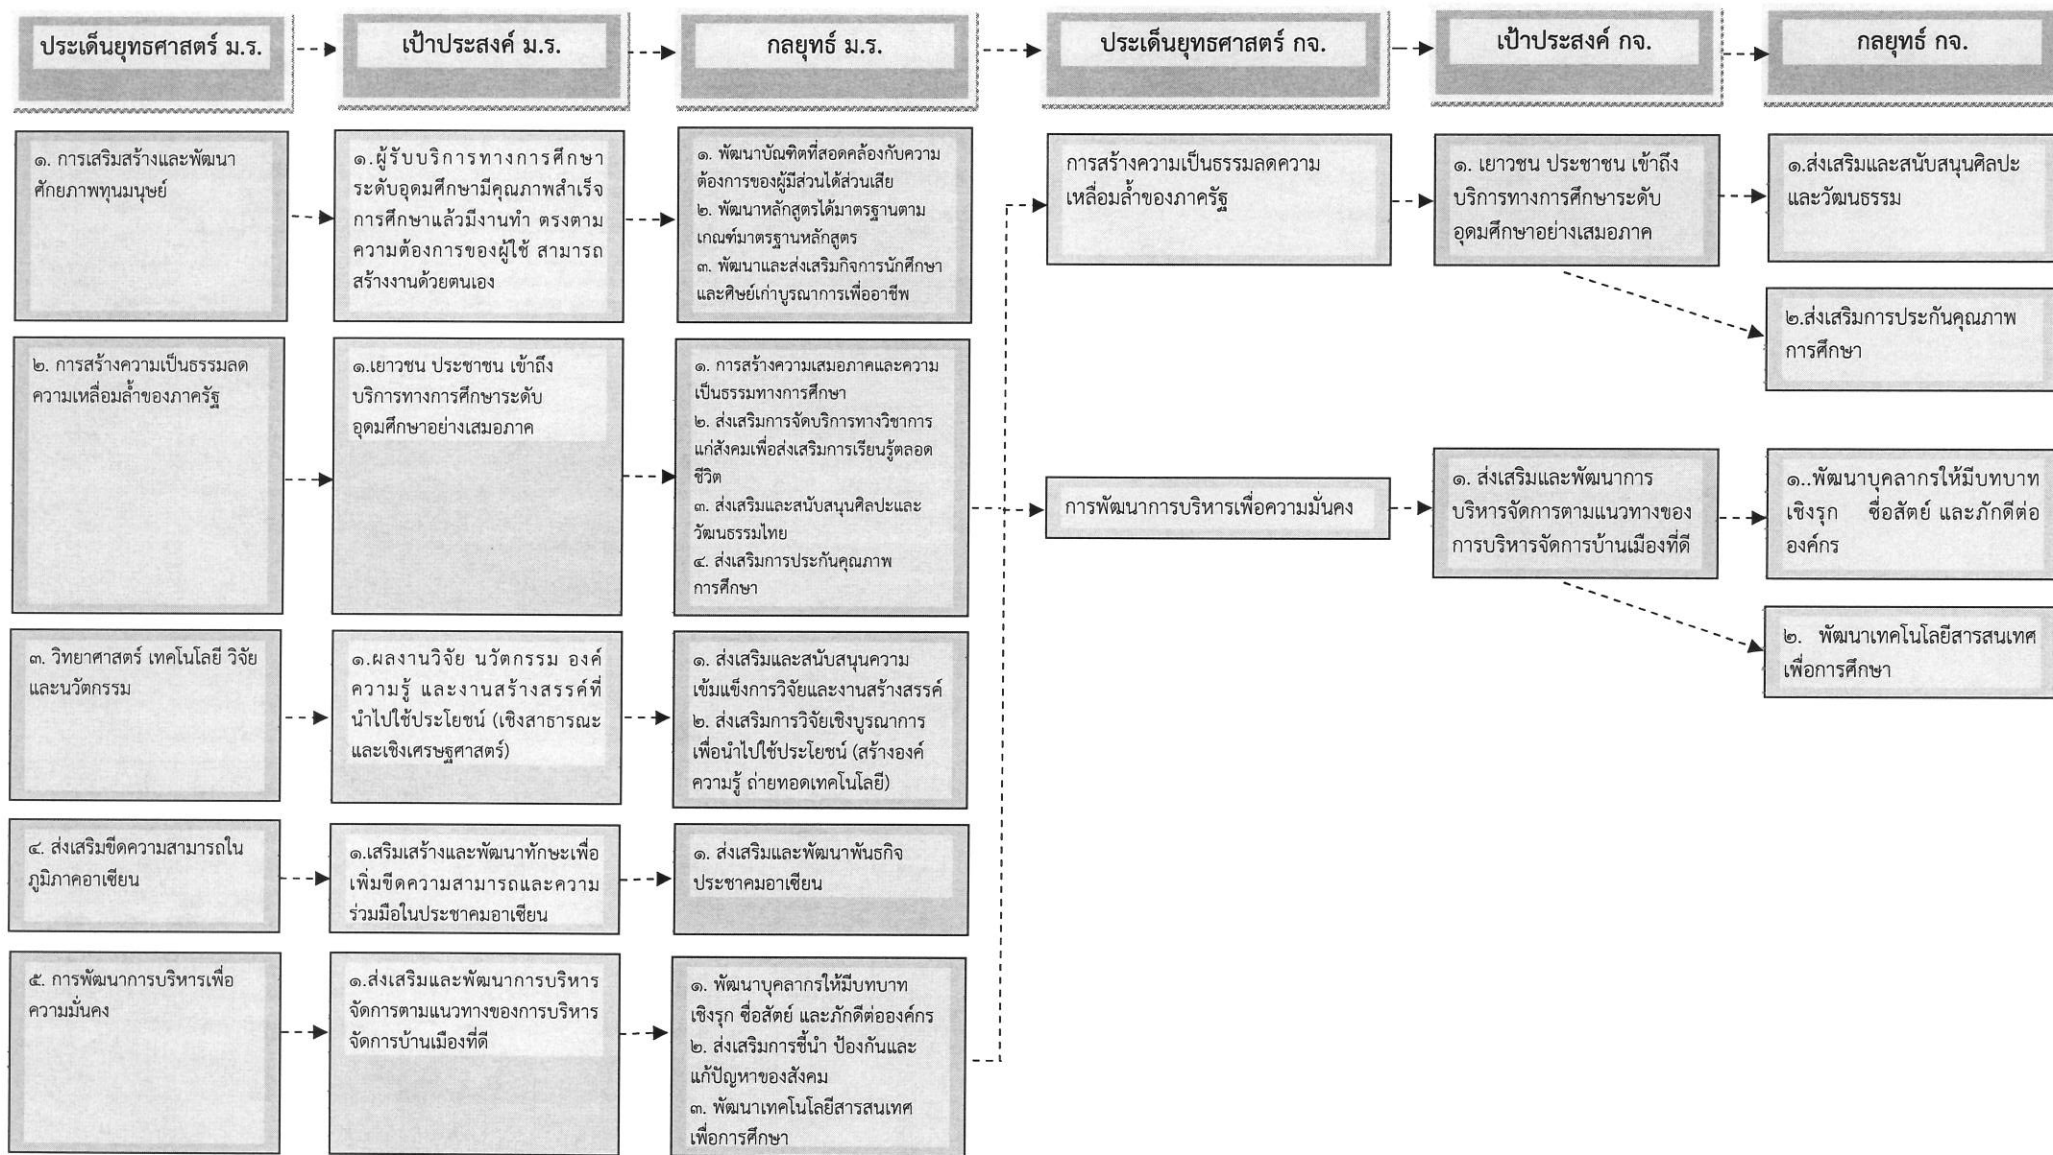 ประเด็นยุทธศาสตร์ ม.ร.
เป้าประสงค์ ม.ร.
กลยุทธ์ ม.ร.
ประเด็นยุทธศาสตร์ กจ.
เป้าประสงค์ กจ.
กลยุทธ์ กจ.
๑. การเสริมสร้างและพัฒนา
ศักยภาพทุนมนุษย์
๑.ผู้รับบริการทางการศึกษา
ระดับอุดมศึกษามีคุณภาพสำเร็จ
การศึกษาแล้วมีงานทำ ตรงตาม
ความต้องการของผู้ใช้ สามารถ
สร้างงานด้วยตนเอง
๑. พัฒนาบัณฑิตที่สอดคล้องกับความ
ต้องการของผู้มีส่วนได้ส่วนเสีย
๒. พัฒนาหลักสูตรได้มาตรฐานตาม
เกณฑ์มาตรฐานหลักสูตร
๓. พัฒนาและส่งเสริมกิจการนักศึกษา
และศิษย์เก่าบูรณาการเพื่ออาชีพ
การสร้างความเป็นธรรมลดความ
เหลื่อมล้ำของภาครัฐ
๑. เยาวชน ประชาชน เข้าถึง
บริการทางการศึกษาระดับ
อุดมศึกษาอย่างเสมอภาค
๑.ส่งเสริมและสนับสนุนศิลปะ
และวัฒนธรรม
๒.ส่งเสริมการประกันคุณภาพ
การศึกษา
๒. การสร้างความเป็นธรรมลด
ความเหลื่อมล้ำของภาครัฐ
๑.เยาวชน ประชาชน เข้าถึง
บริการทางการศึกษาระดับ
อุดมศึกษาอย่างเสมอภาค
๑. การสร้างความเสมอภาคและความ
เป็นธรรมทางการศึกษา
๒. ส่งเสริมการจัดบริการทางวิชาการ
แก่สังคมเพื่อส่งเสริมการเรียนรู้ตลอด
ชีวิต
๓. ส่งเสริมและสนับสนุนศิลปะและ
วัฒนธรรมไทย
๔. ส่งเสริมการประกันคุณภาพ
การศึกษา
การพัฒนาการบริหารเพื่อความมั่นคง
๑. ส่งเสริมและพัฒนาการ
บริหารจัดการตามแนวทางของ
การบริหารจัดการบ้านเมืองที่ดี
๑..พัฒนาบุคลากรให้มีบทบาท
เชิงรุก ซื่อสัตย์ และภักดีต่อ
องค์กร
๒. พัฒนาเทคโนโลยีสารสนเทศ
เพื่อการศึกษา
๓. วิทยาศาสตร์ เทคโนโลยี วิจัย
และนวัตกรรม
๑.ผลงานวิจัย นวัตกรรม องค์
ความรู้ และงานสร้างสรรค์ที่
นำไปใช้ประโยชน์ (เชิงสาธารณะ
และเชิงเศรษฐศาสตร์)
๑. ส่งเสริมและสนับสนุนความ
เข้มแข็งการวิจัยและงานสร้างสรรค์
๒. ส่งเสริมการวิจัยเชิงบูรณาการ
เพื่อนำไปใช้ประโยชน์ (สร้างองค์
ความรู้ ถ่ายทอดเทคโนโลยี)
๔. ส่งเสริมขีดความสามารถใน
ภูมิภาคอาเซียน
๑.เสริมเสร้างและพัฒนาทักษะเพื่อ
เพิ่มขีดความสามารถและความ
ร่วมมือในประชาคมอาเซียน
๑. ส่งเสริมและพัฒนาพันธกิจ
ประชาคมอาเซียน
๕. การพัฒนาการบริหารเพื่อ
ความมั่นคง
๑.ส่งเสริมและพัฒนาการบริหาร
จัดการตามแนวทางของการบริหาร
จัดการบ้านเมืองที่ดี
๑. พัฒนาบุคลากรให้มีบทบาท
เชิงรุก ซื่อสัตย์ และภักดีต่อองค์กร
๒. ส่งเสริมการชี้นำ ป้องกันและ
แก้ปัญหาของสังคม
๓. พัฒนาเทคโนโลยีสารสนเทศ
เพื่อการศึกษา